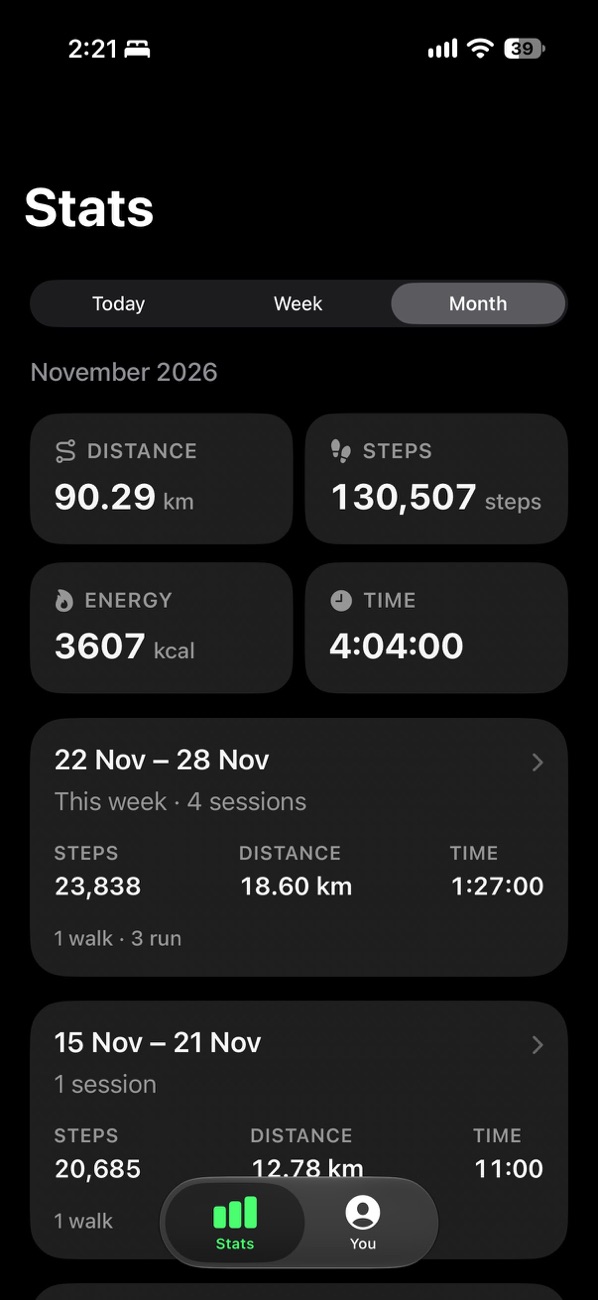 2:21
39
Stats
Today Week Month
November 2026
DISTANCE
90.29 km
STEPS
130,507 steps
ENERGY
3607 kcal
TIME
4:04:00
22 Nov – 28 Nov
This week · 4 sessions
STEPS DISTANCE TIME
23,838 18.60 km 1:27:00
1 walk · 3 run
15 Nov – 21 Nov
1 session
STEPS DISTANCE TIME
20,685 12.78 km 11:00
1 walk
Stats You